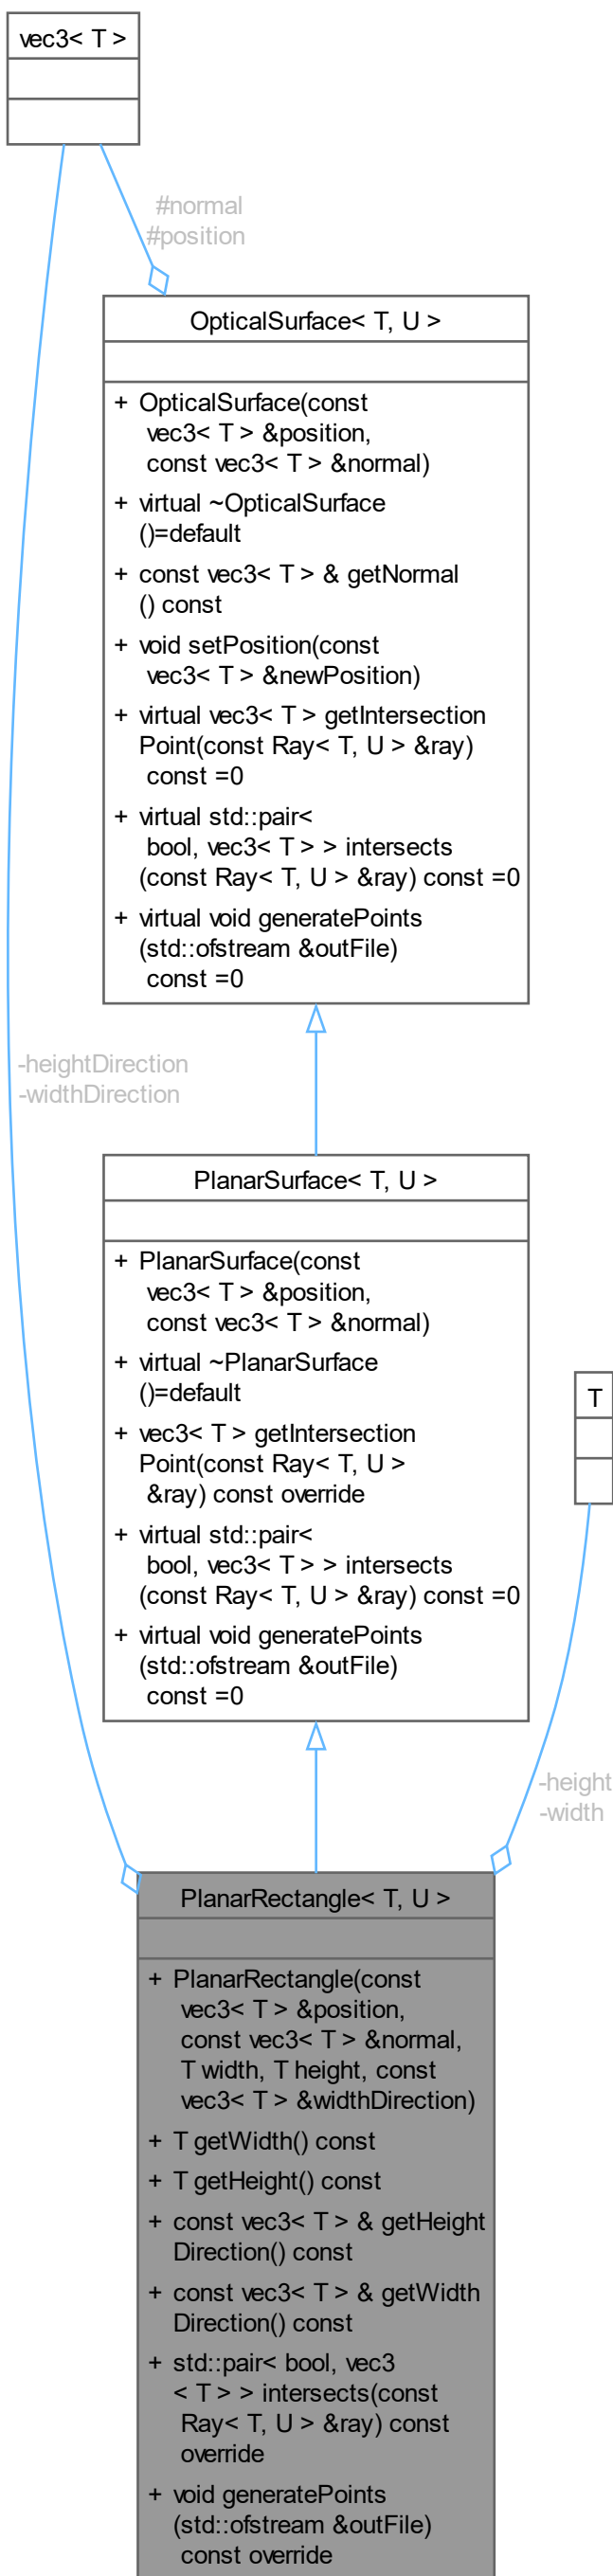 vec3< T >
#normal
#position
OpticalSurface< T, U >
+ OpticalSurface(const
vec3< T > &position,
const vec3< T > &normal)
+ virtual ~OpticalSurface
()=default
+ const vec3< T > & getNormal
() const
+ void setPosition(const
vec3< T > &newPosition)
+ virtual vec3< T > getIntersection
Point(const Ray< T, U > &ray)
const =0
+ virtual std::pair<
bool, vec3< T > > intersects
(const Ray< T, U > &ray) const =0
+ virtual void generatePoints
(std::ofstream &outFile)
const =0
-heightDirection
-widthDirection
PlanarSurface< T, U >
+ PlanarSurface(const
vec3< T > &position,
const vec3< T > &normal)
+ virtual ~PlanarSurface
()=default
+ vec3< T > getIntersection
Point(const Ray< T, U >
&ray) const override
+ virtual std::pair<
bool, vec3< T > > intersects
(const Ray< T, U > &ray) const =0
+ virtual void generatePoints
(std::ofstream &outFile)
const =0
T
-height
-width
PlanarRectangle< T, U >
+ PlanarRectangle(const
vec3< T > &position,
const vec3< T > &normal,
T width, T height, const
vec3< T > &widthDirection)
+ T getWidth() const
+ T getHeight() const
+ const vec3< T > & getHeight
Direction() const
+ const vec3< T > & getWidth
Direction() const
+ std::pair< bool, vec3
< T > > intersects(const
Ray< T, U > &ray) const
override
+ void generatePoints
(std::ofstream &outFile)
const override